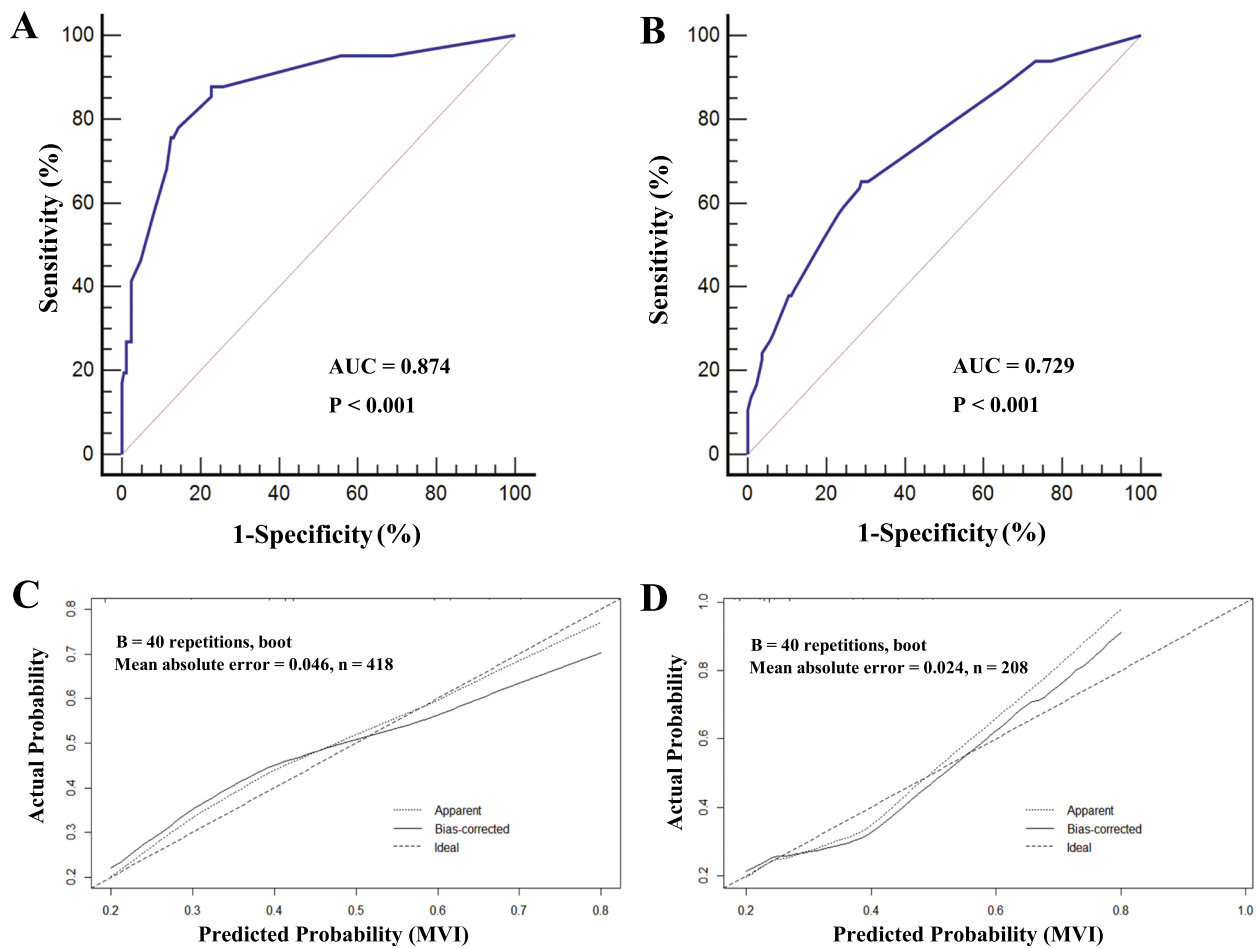 A
100
80
60
40
20
0
Sensitivity (%)
AUC = 0.874
P < 0.001
0 20 40 60 80 100
1-Specificity (%)
B
100
80
60
40
20
0
Sensitivity (%)
AUC = 0.729
P < 0.001
0 20 40 60 80 100
1-Specificity (%)
C
0.8
0.7
0.6
0.5
0.4
0.3
0.2
Actual Probability
B = 40 repetitions, boot
Mean absolute error = 0.046, n = 418
Apparent
Bias-corrected
Ideal
0.2 0.3 0.4 0.5 0.6 0.7 0.8
Predicted Probability (MVI)
D
1.0
0.8
0.6
0.4
0.2
Actual Probability
B = 40 repetitions, boot
Mean absolute error = 0.024, n = 208
Apparent
Bias-corrected
Ideal
0.2 0.4 0.6 0.8 1.0
Predicted Probability (MVI)